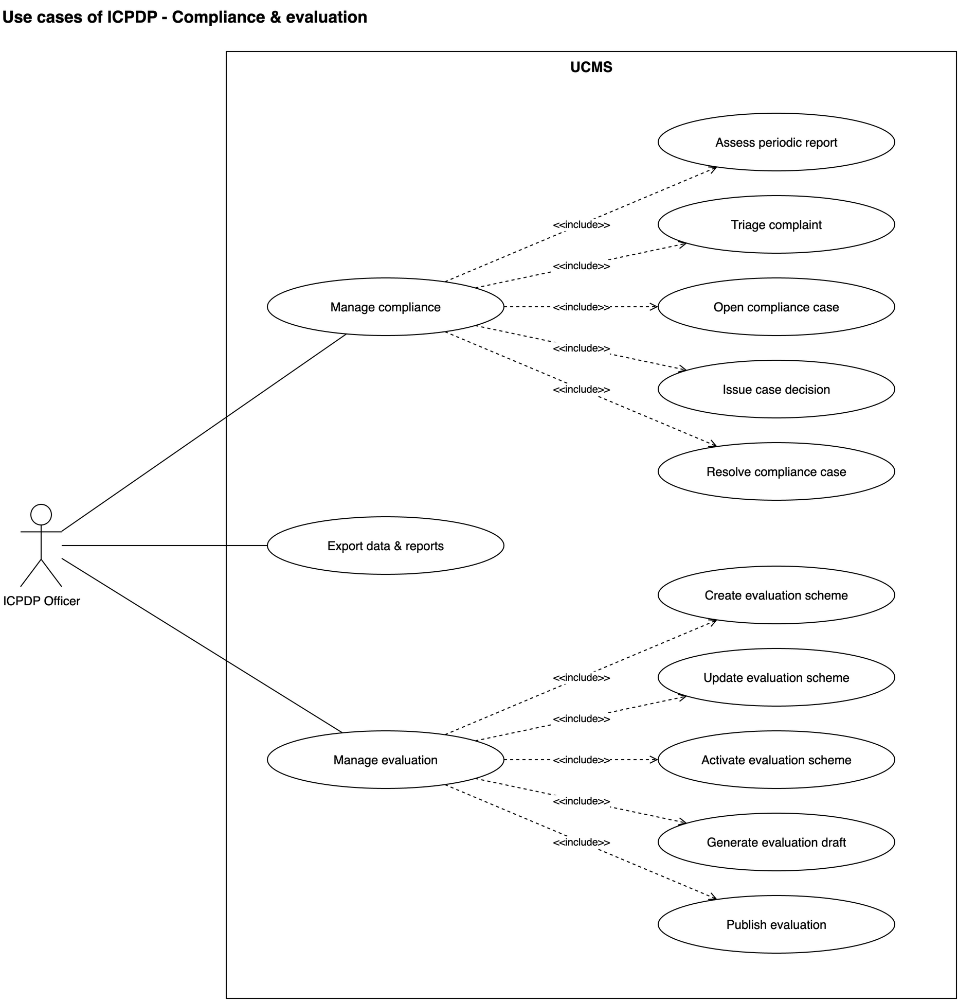 Use cases of ICPDP - Compliance & evaluation
UCMS
Assess periodic report
<<include>>
Triage complaint
<<include>>
Manage compliance
<<include>>
Open compliance case
<<include>>
Issue case decision
<<include>>
Resolve compliance case
Export data & reports
ICPDP Officer
Create evaluation scheme
<<include>>
Update evaluation scheme
<<include>>
Manage evaluation
<<include>>
Activate evaluation scheme
<<include>>
Generate evaluation draft
<<include>>
Publish evaluation